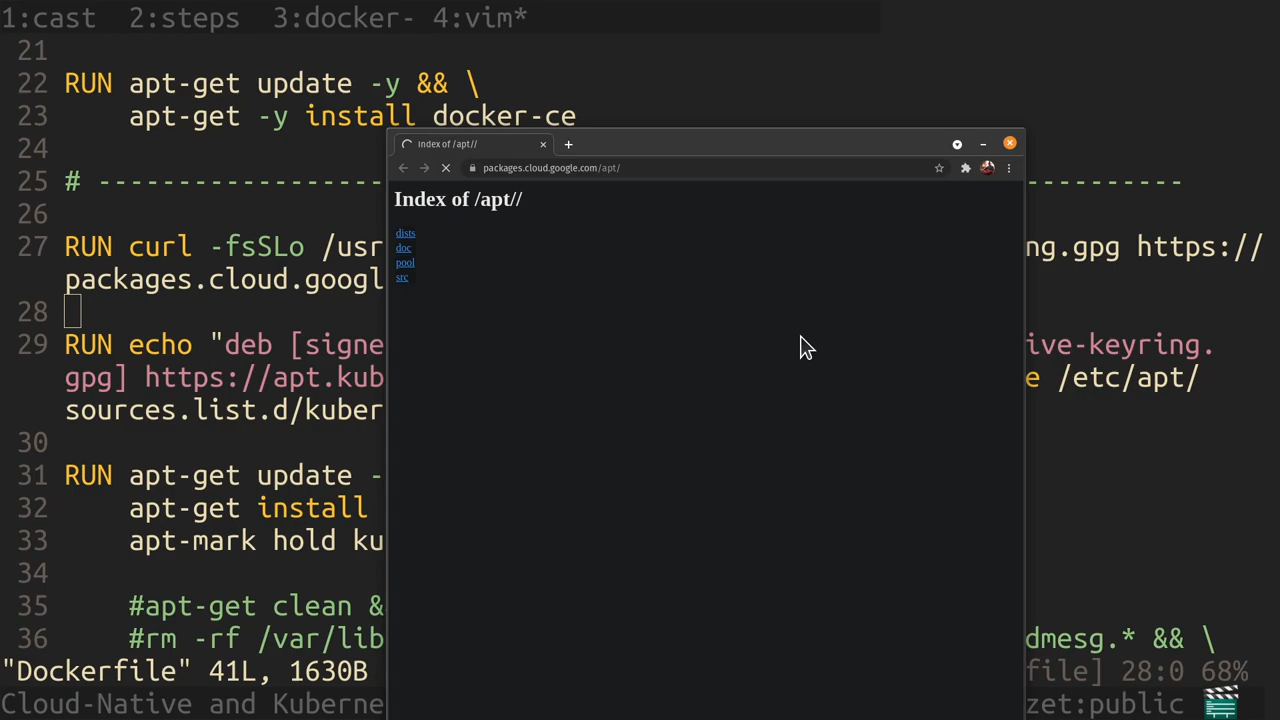 1:cast  2:steps  3:docker- 4:vim*
21
22 RUN apt-get update -y && \
23     apt-get -y install docker-ce
24
25 # ------------------ -----------
26
27 RUN curl -fsSLo /usr ng.gpg https://
packages.cloud.googl
28
29 RUN echo "deb [signe ive-keyring.
gpg] https://apt.kub e /etc/apt/
sources.list.d/kuber
30
31 RUN apt-get update -
32     apt-get install
33     apt-mark hold ku
34
35     #apt-get clean &
36     #rm -rf /var/lib dmesg.* && \
"Dockerfile" 41L, 1630B file] 28:0 68%
Cloud-Native and Kuberne zet:public
Index of /apt//
packages.cloud.google.com/apt/
Index of /apt//
dists
doc
pool
src